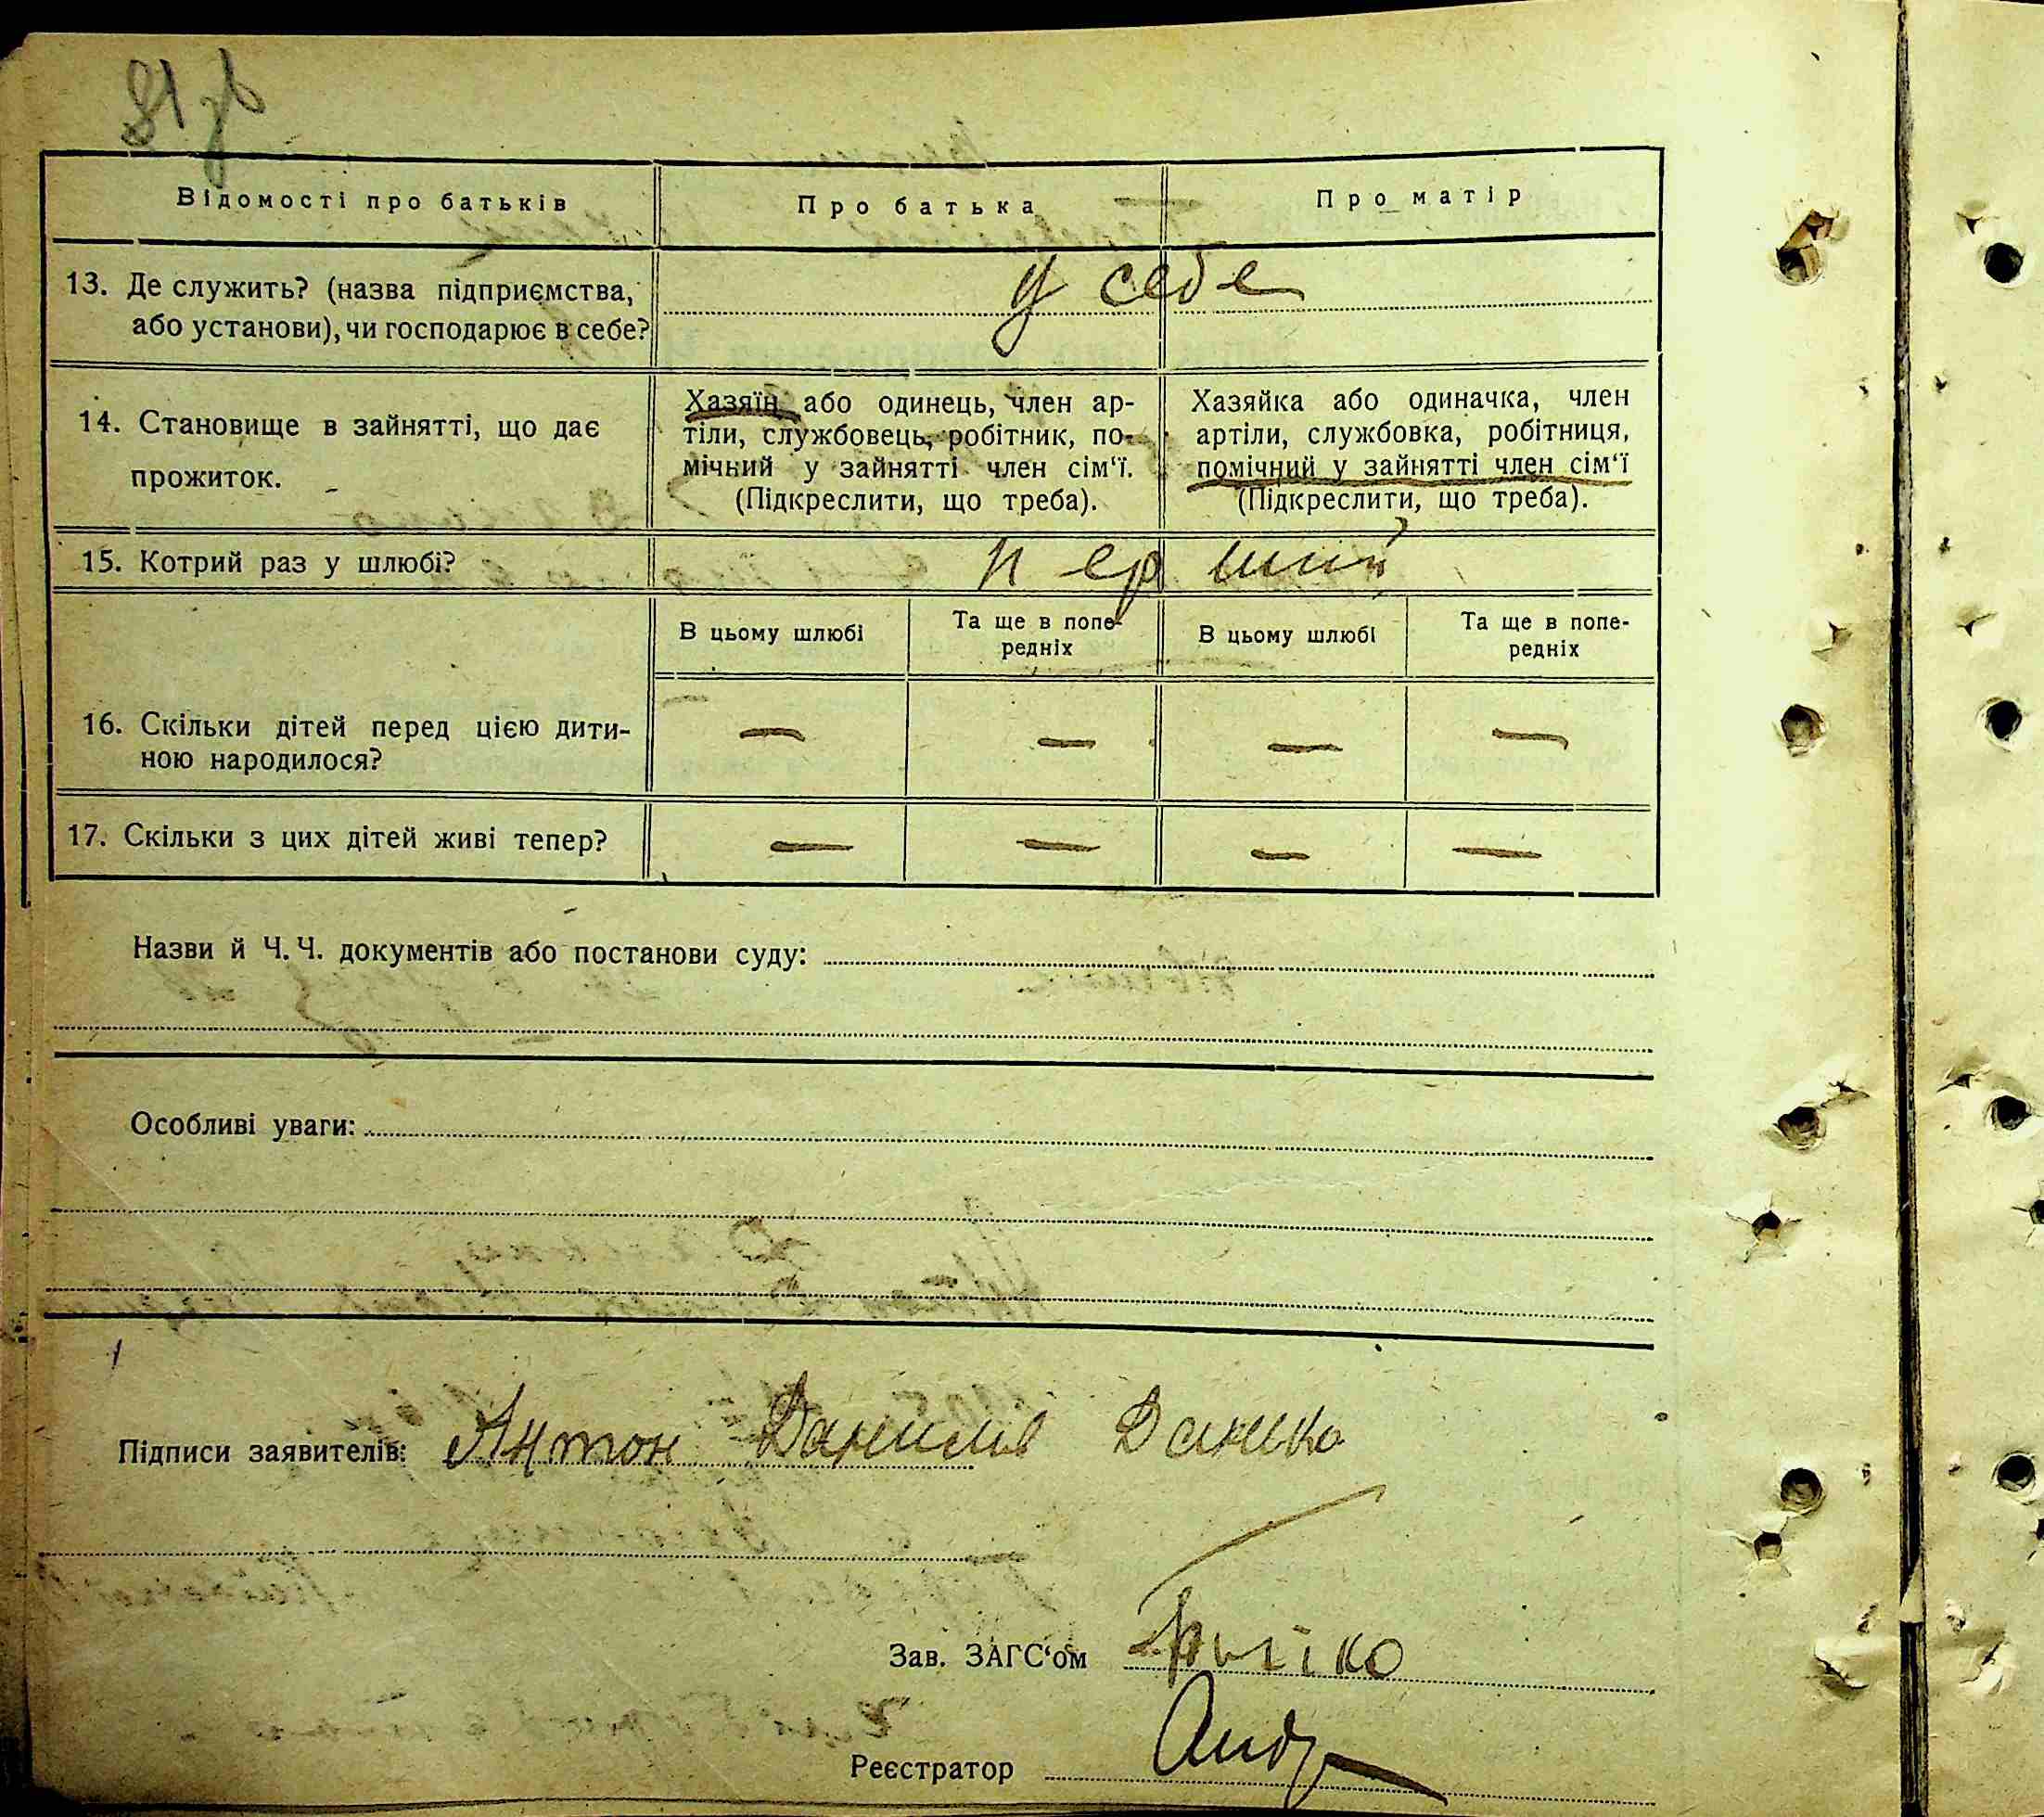 81 зв
Відомості про батьків
Про батька
Про матір
13. Де служить? (назва підприємства,
або установи), чи господарює в себе?
у себе
14. Становище в зайнятті, що дає
прожиток.
Хазяїн або одинець, член ар-
тіли, службовець, робітник, по-
мічний у зайнятті член сім'ї.
(Підкреслити, що треба).
Хазяйка або одиначка, член
артіли, службовка, робітниця,
помічний у зайнятті член сім'ї
(Підкреслити, що треба).
15. Котрий раз у шлюбі?
перший
В цьому шлюбі
Та ще в попе-
редніх
В цьому шлюбі
Та ще в попе-
редніх
16. Скільки дітей перед цією дити-
ною народилося?
— — — —
17. Скільки з цих дітей живі тепер?
— — — —
Назви й Ч. Ч. документів або постанови суду:
Особливі уваги:
Підписи заявителів: Антон Данилів
Зав. ЗАГС'ом
Реєстратор